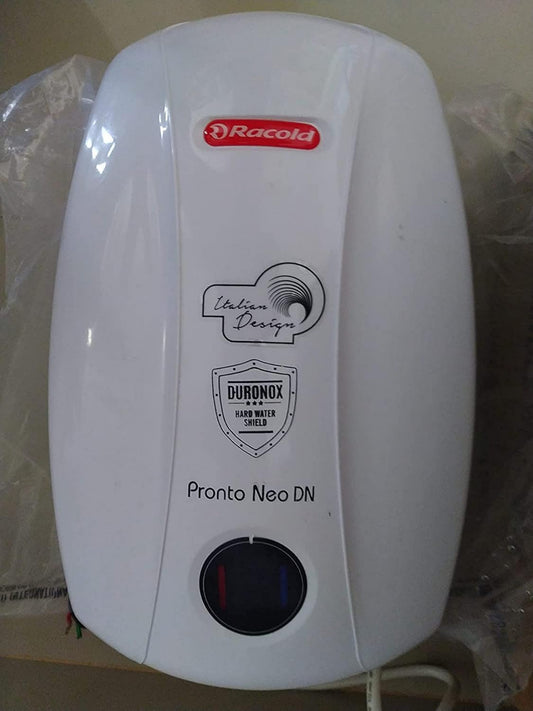 Racold
Italian
Design
DURONOX
HARD WATER
SHIELD
Pronto Neo DN